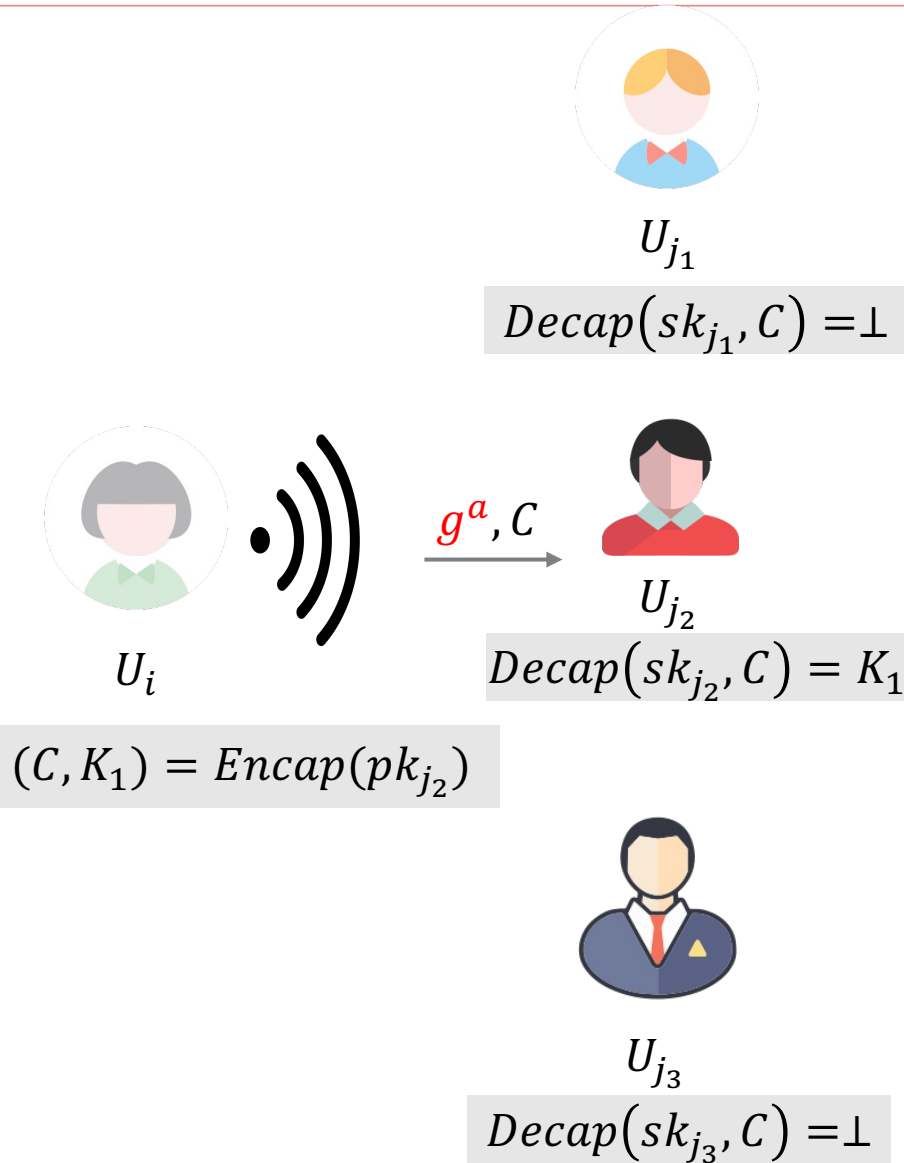 U_{j_1}
Decap(sk_{j_1}, C) =⊥
g^a, C
U_{j_2}
U_i
Decap(sk_{j_2}, C) = K_1
(C, K_1) = Encap(pk_{j_2})
U_{j_3}
Decap(sk_{j_3}, C) =⊥